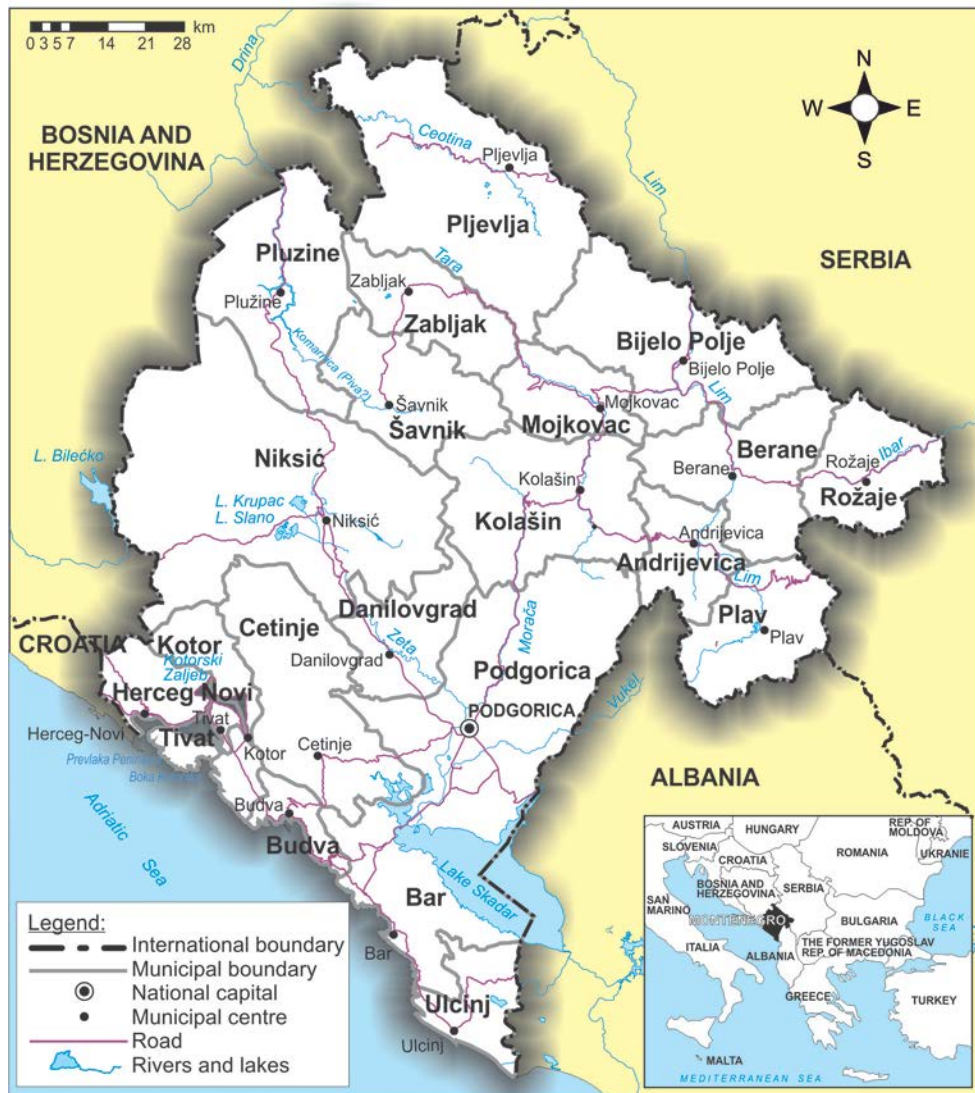 km
0 3 5 7 14 21 28
Drina
N
W E
S
BOSNIA AND
HERZEGOVINA
Ceotina
Pljevlja
Lim
Pljevlja
Pluzine
Tara
SERBIA
Zabljak
Plužine
Zabljak
Komarnica (Piva?)
Bijelo Polje
Bijelo Polje
Lim
Šavnik
Šavnik
Mojkovac
Mojkovac
Niksić
Berane
L. Bilećko
Berane
Rožaje
Ibar
Rožaje
Kolašin
Kolašin
L. Krupac
L. Slano
Niksić
Andrijevica
Andrijevica
Lim
Danilovgrad
Plav
Plav
CROATIA
Kotor
Cetinje
Morača
Zeta
Kotorski
Zaljeb
Danilovgrad
Podgorica
Herceg Novi
Vukel
PODGORICA
Tivat
Herceg-Novi
Tivat
Kotor
Cetinje
Prevlaka
Boka
ALBANIA
Adriatic
Sea
Budva
Budva
Lake Skadar
Bar
Bar
Ulcinj
Ulcinj
Legend:
International boundary
Municipal boundary
National capital
Municipal centre
Road
Rivers and lakes
AUSTRIA
HUNGARY
REP. OF
MOLDOVA
SLOVENIA
UKRANIE
CROATIA
ROMANIA
BOSNIA AND
HERZEGOVINA
SERBIA
SAN
MARINO
MONTENEGRO
BULGARIA
BLACK
SEA
ITALIA
ALBANIA
THE FORMER YUGOSLAV
REP. OF MACEDONIA
GREECE
TURKEY
MALTA
MEDITERRANEAN SEA